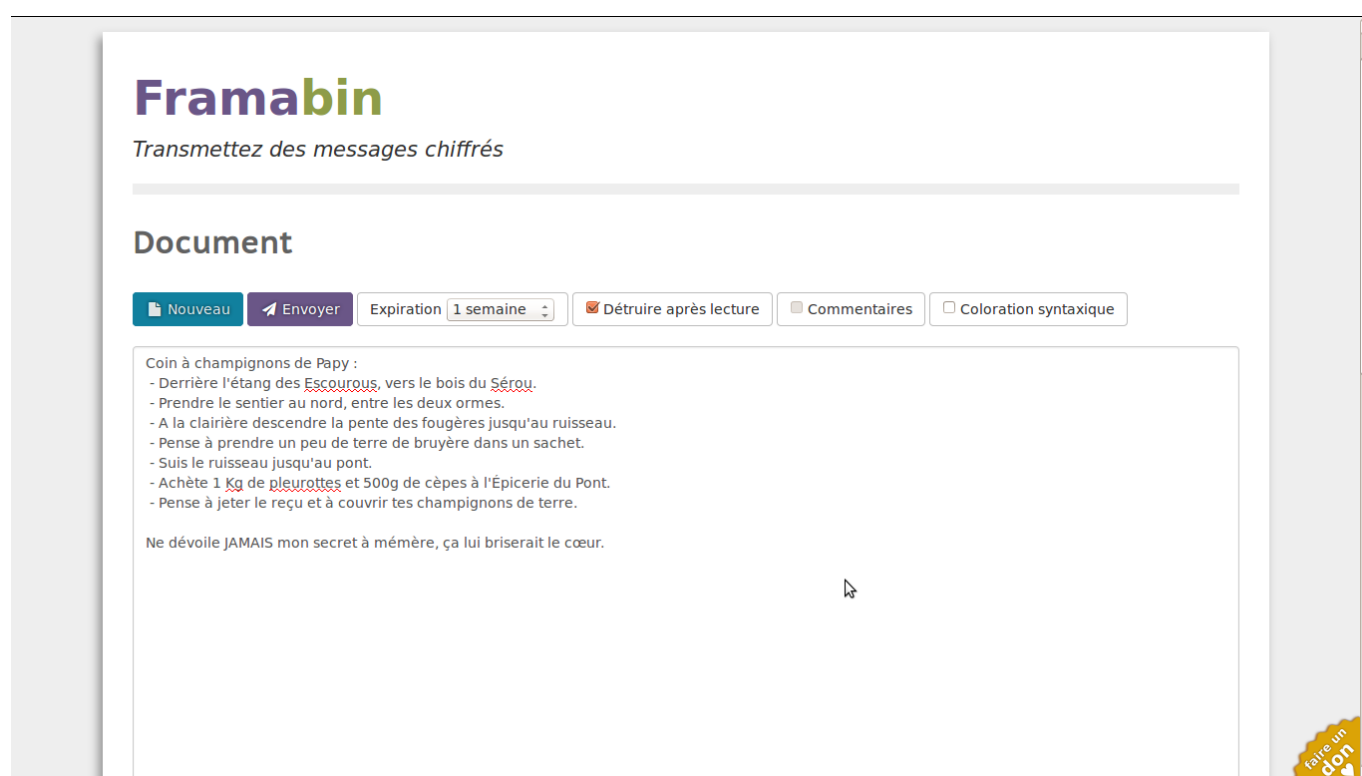 Framabin
Transmettez des messages chiffrés
Document
Nouveau Envoyer Expiration 1 semaine Détruire après lecture Commentaires Coloration syntaxique
Coin à champignons de Papy :
- Derrière l'étang des Escourous, vers le bois du Sérou.
- Prendre le sentier au nord, entre les deux ormes.
- A la clairière descendre la pente des fougères jusqu'au ruisseau.
- Pense à prendre un peu de terre de bruyère dans un sachet.
- Suis le ruisseau jusqu'au pont.
- Achète 1 Kg de pleurottes et 500g de cèpes à l'Épicerie du Pont.
- Pense à jeter le reçu et à couvrir tes champignons de terre.
Ne dévoile JAMAIS mon secret à mémère, ça lui briserait le cœur.
faire un
don